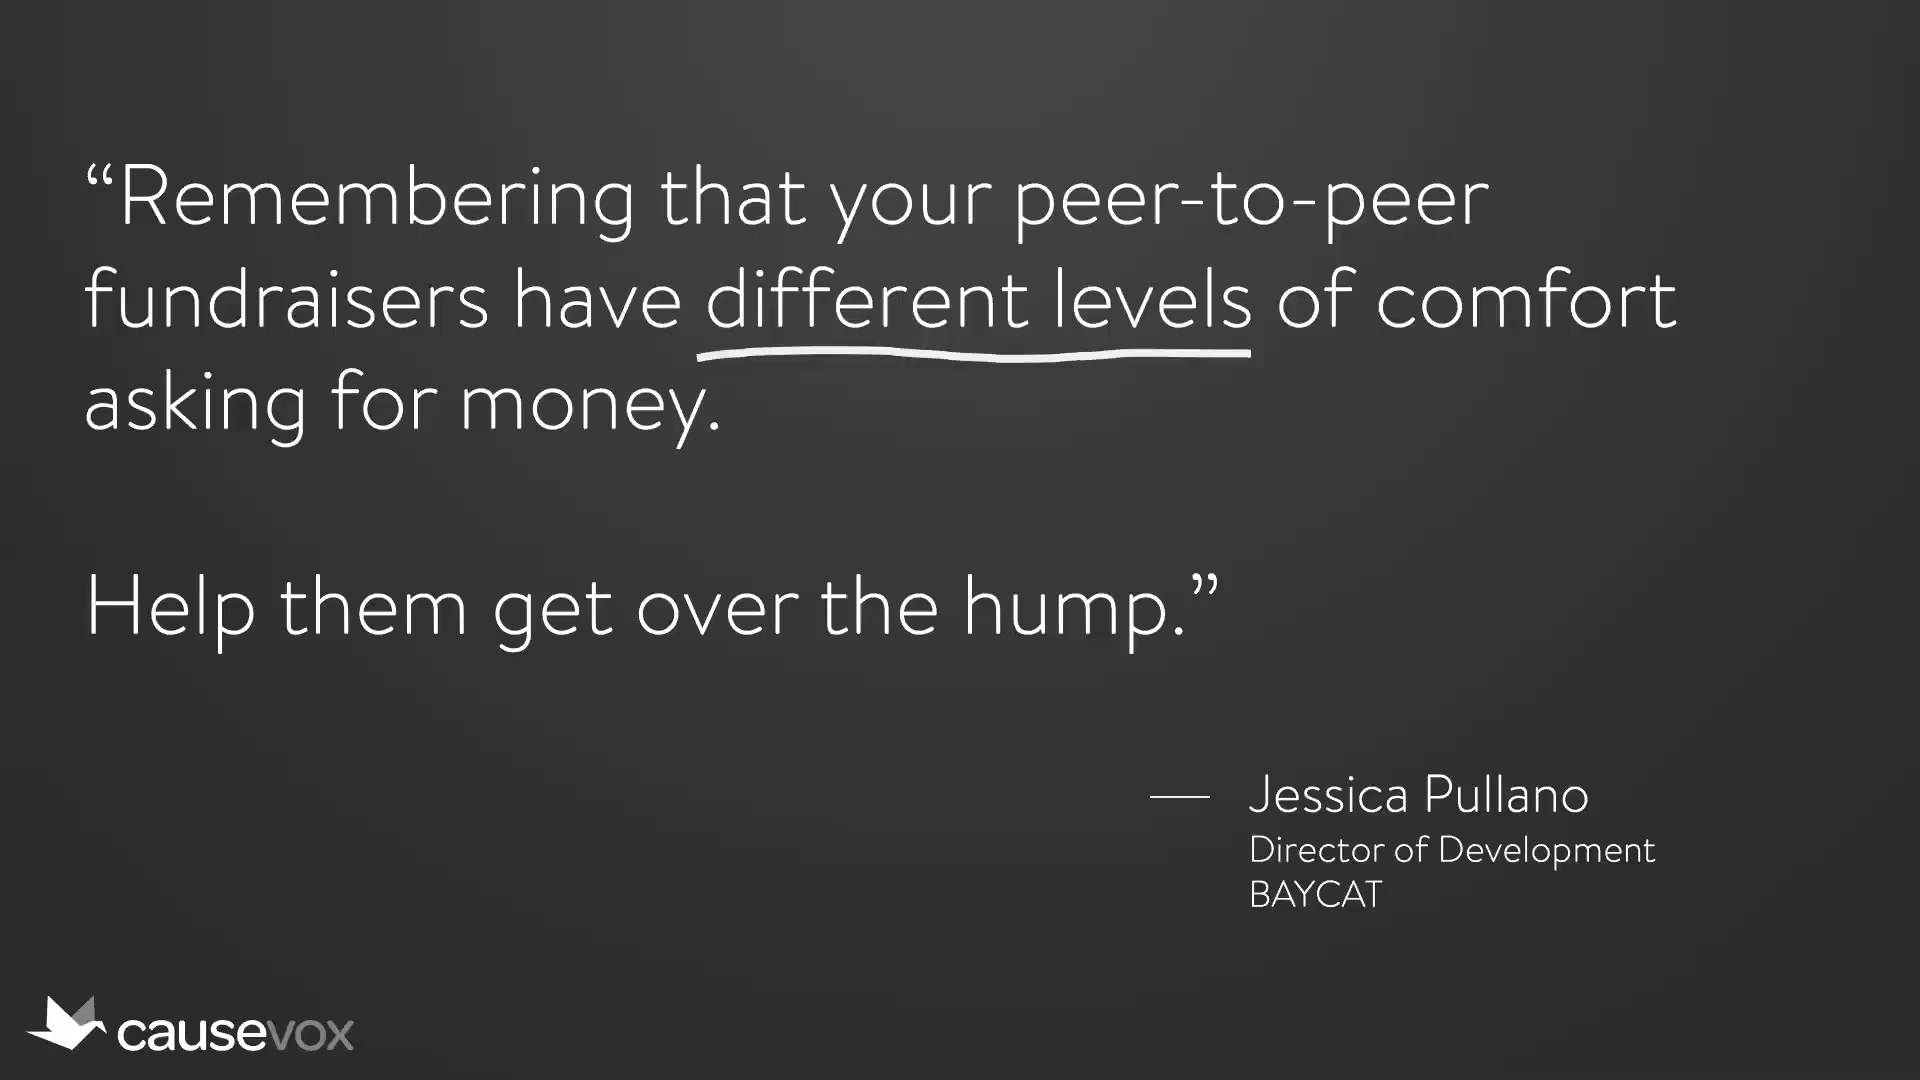 “Remembering that your peer-to-peer
fundraisers have different levels of comfort
asking for money.
Help them get over the hump.”
— Jessica Pullano
Director of Development
BAYCAT
causevox